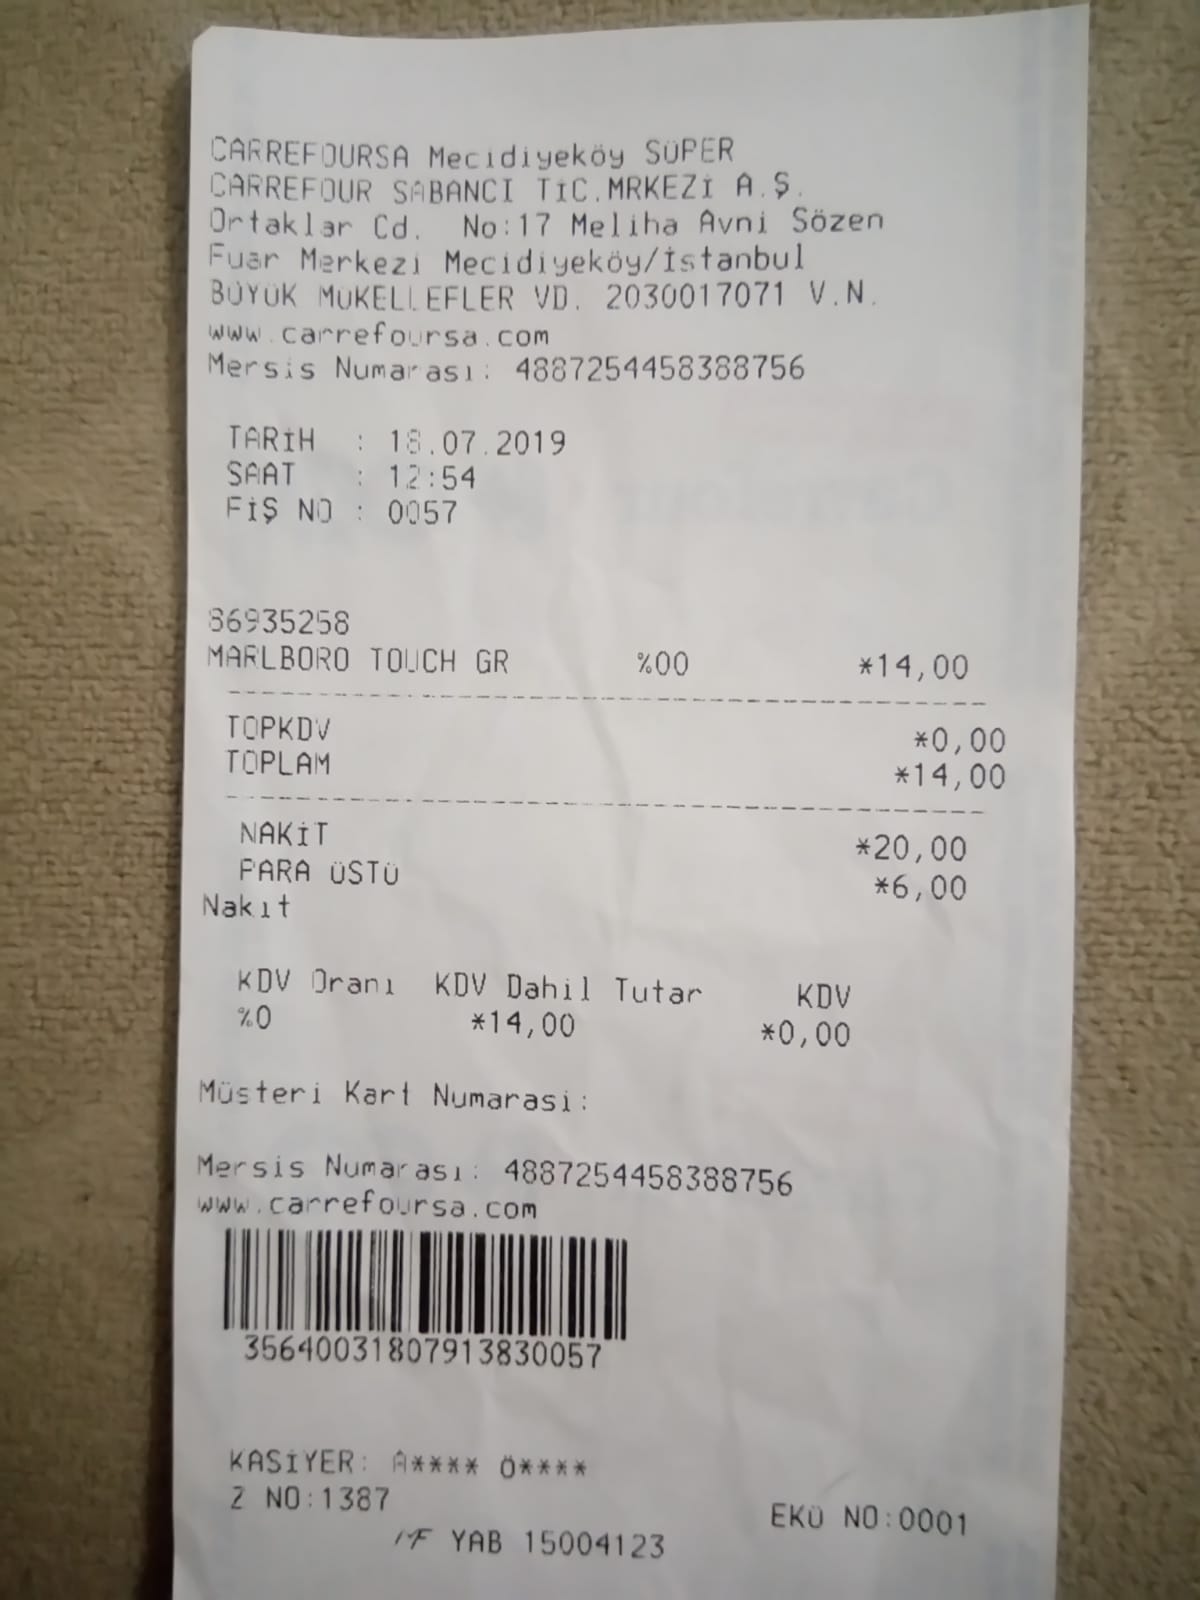 CARREFOURSA Mecidiyeköy SÜPER
CARREFOUR SABANCI TİC.MRKEZİ A.Ş.
Ortaklar Cd. No:17 Meliha Avni Sözen
Fuar Merkezi Mecidiyeköy/İstanbul
BÜYÜK MÜKELLEFLER VD. 2030017071 V.N.
www.carrefoursa.com
Mersis Numarası: 4887254458388756
TARİH : 18.07.2019
SAAT : 12:54
FİŞ NO : 0057
86935258
MARLBORO TOUCH GR %00 *14,00
TOPKDV *0,00
TOPLAM *14,00
NAKİT *20,00
PARA ÜSTÜ *6,00
Nakıt
KDV Oranı KDV Dahil Tutar KDV
%0 *14,00 *0,00
Müsteri Kart Numarasi:
Mersis Numarası: 4887254458388756
www.carrefoursa.com
35640031807913830057
KASİYER: A**** Ö****
Z NO:1387 EKÜ NO:0001
MF YAB 15004123